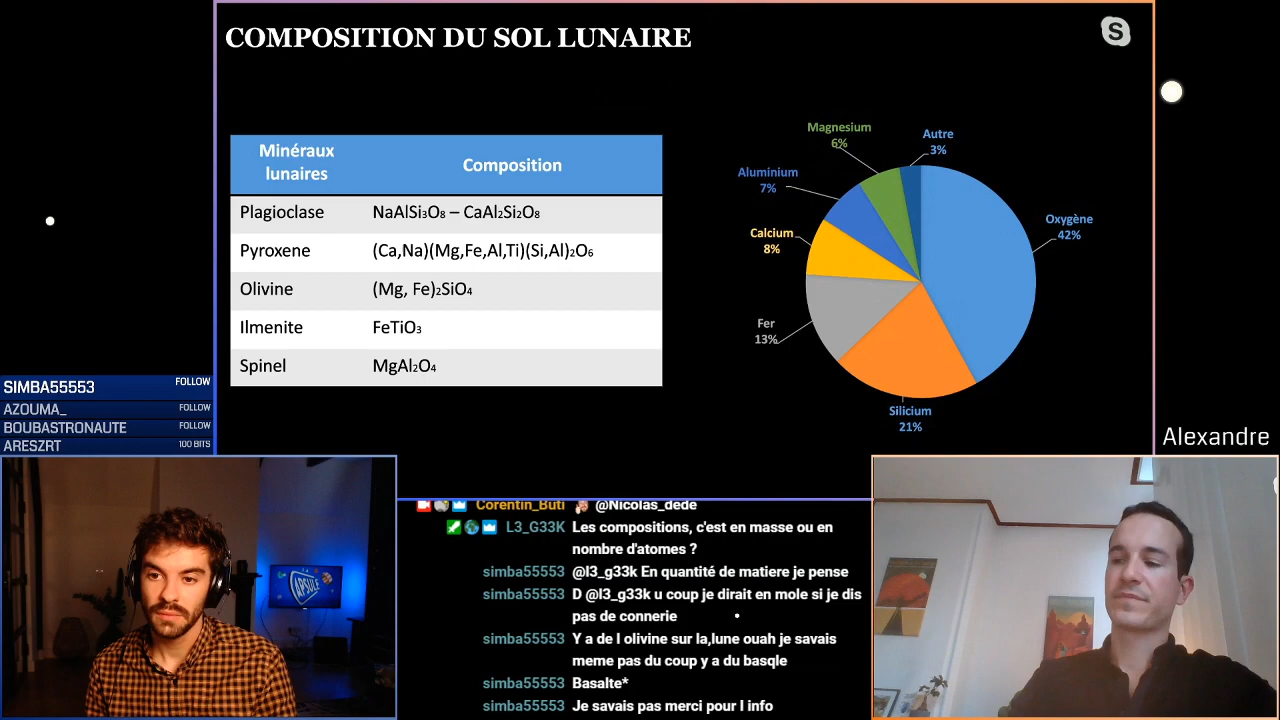 COMPOSITION DU SOL LUNAIRE
S
Minéraux
lunaires
Composition
Plagioclase
NaAlSi₃O₈ – CaAl₂Si₂O₈
Pyroxene
(Ca,Na)(Mg,Fe,Al,Ti)(Si,Al)₂O₆
Olivine
(Mg, Fe)₂SiO₄
Ilmenite
FeTiO₃
Spinel
MgAl₂O₄
Magnesium
6%
Autre
3%
Aluminium
7%
Oxygène
42%
Calcium
8%
Fer
13%
Silicium
21%
SIMBA55553 FOLLOW
AZOUMA_ FOLLOW
BOUBASTRONAUTE FOLLOW
ARESZRT 100 BITS
Alexandre
APSULE
Corentin_Buti @Nicolas_dede
L3_G33K Les compositions, c'est en masse ou en
nombre d'atomes ?
simba55553 @l3_g33k En quantité de matiere je pense
simba55553 D @l3_g33k u coup je dirait en mole si je dis
pas de connerie
simba55553 Y a de l olivine sur la,lune ouah je savais
meme pas du coup y a du basqle
simba55553 Basalte*
simba55553 Je savais pas merci pour l info